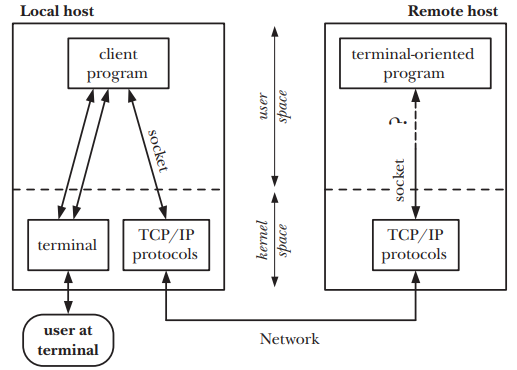 Local host
Remote host
client
program
terminal-oriented
program
user
space
?
socket
socket
kernel
space
terminal
TCP/IP
protocols
TCP/IP
protocols
user at
terminal
Network